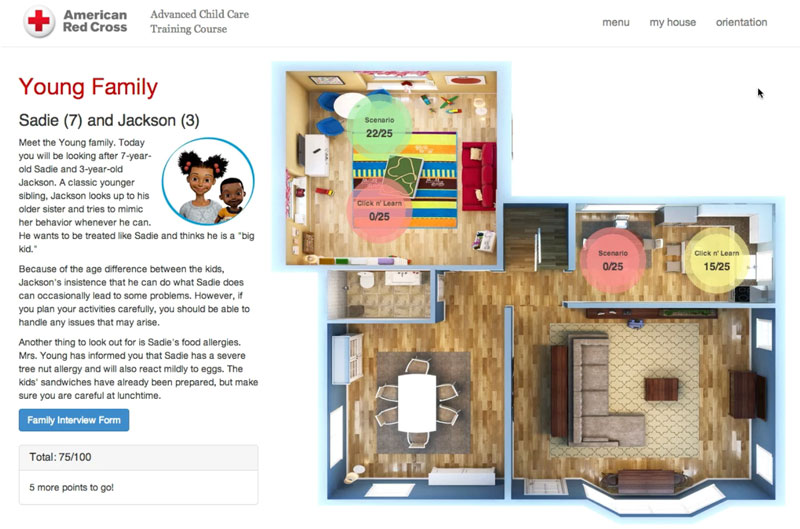 American
Red Cross
Advanced Child Care
Training Course
menu
my house
orientation
Young Family
Sadie (7) and Jackson (3)
Meet the Young family. Today
you will be looking after 7-year-
old Sadie and 3-year-old
Jackson. A classic younger
sibling, Jackson looks up to his
older sister and tries to mimic
her behavior whenever he can.
He wants to be treated like Sadie and thinks he is a "big
kid."
Because of the age difference between the kids,
Jackson's insistence that he can do what Sadie does
can occasionally lead to some problems. However, if
you plan your activities carefully, you should be able to
handle any issues that may arise.
Another thing to look out for is Sadie's food allergies.
Mrs. Young has informed you that Sadie has a severe
tree nut allergy and will also react mildly to eggs. The
kids' sandwiches have already been prepared, but make
sure you are careful at lunchtime.
Family Interview Form
Total: 75/100
5 more points to go!
Scenario
22/25
Click n' Learn
0/25
Scenario
0/25
Click n' Learn
15/25